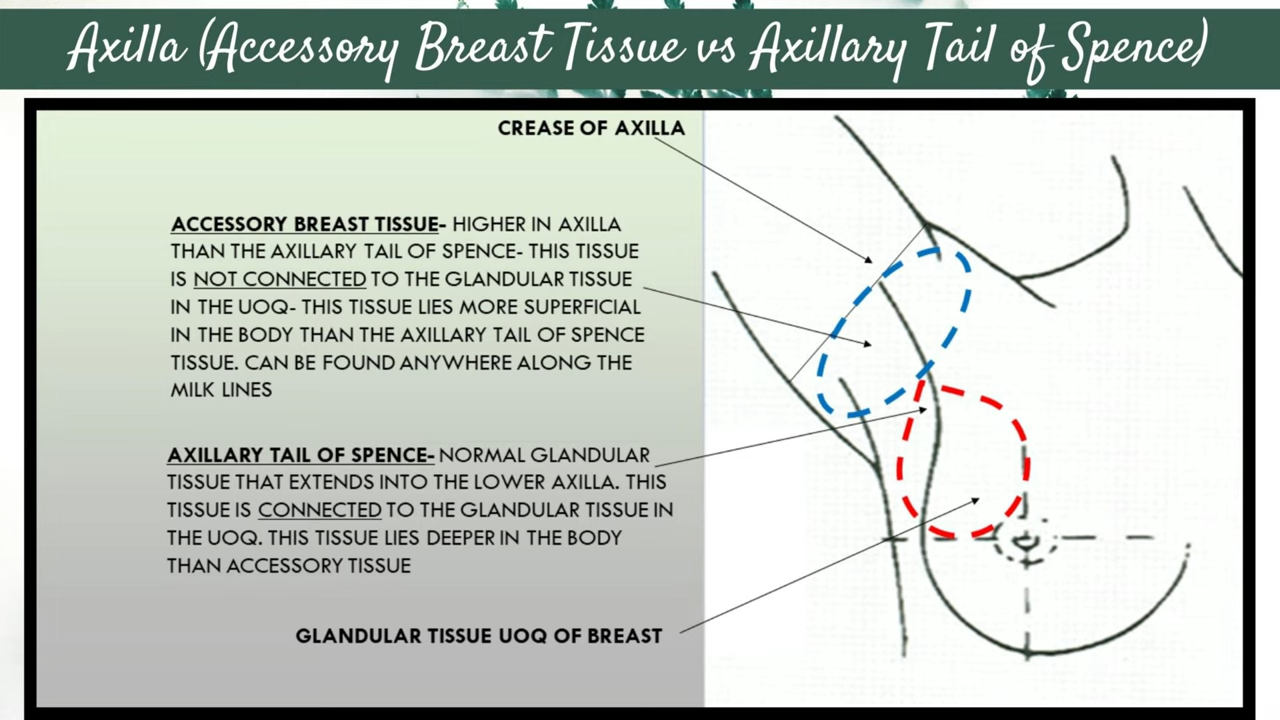 Axilla (Accessory Breast Tissue vs Axillary Tail of Spence)
CREASE OF AXILLA
ACCESSORY BREAST TISSUE- HIGHER IN AXILLA
THAN THE AXILLARY TAIL OF SPENCE- THIS TISSUE
IS NOT CONNECTED TO THE GLANDULAR TISSUE
IN THE UOQ- THIS TISSUE LIES MORE SUPERFICIAL
IN THE BODY THAN THE AXILLARY TAIL OF SPENCE
TISSUE. CAN BE FOUND ANYWHERE ALONG THE
MILK LINES
AXILLARY TAIL OF SPENCE- NORMAL GLANDULAR
TISSUE THAT EXTENDS INTO THE LOWER AXILLA. THIS
TISSUE IS CONNECTED TO THE GLANDULAR TISSUE IN
THE UOQ. THIS TISSUE LIES DEEPER IN THE BODY
THAN ACCESSORY TISSUE
GLANDULAR TISSUE UOQ OF BREAST